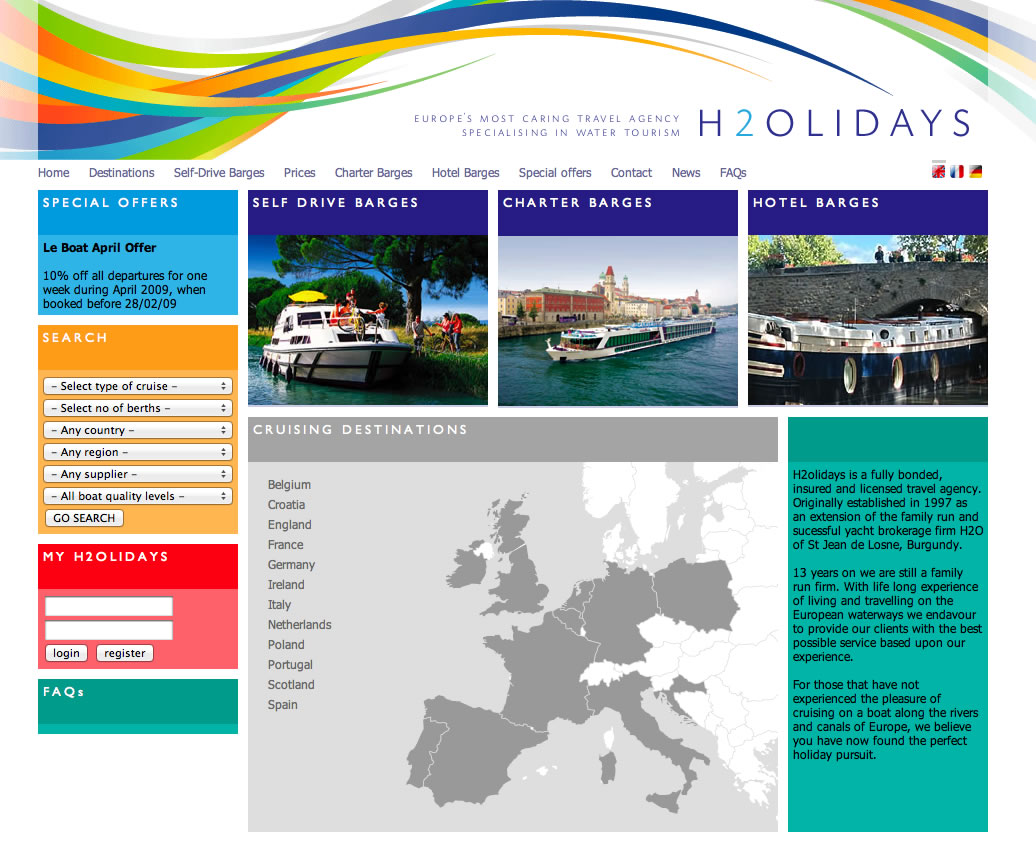 EUROPE'S MOST CARING TRAVEL AGENCY
SPECIALISING IN WATER TOURISM
H2OLIDAYS
Home Destinations Self-Drive Barges Prices Charter Barges Hotel Barges Special offers Contact News FAQs
SPECIAL OFFERS
Le Boat April Offer
10% off all departures for one
week during April 2009, when
booked before 28/02/09
SEARCH
– Select type of cruise –
– Select no of berths –
– Any country –
– Any region –
– Any supplier –
– All boat quality levels –
GO SEARCH
MY H2OLIDAYS
login register
FAQs
SELF DRIVE BARGES
CHARTER BARGES
HOTEL BARGES
CRUISING DESTINATIONS
Belgium
Croatia
England
France
Germany
Ireland
Italy
Netherlands
Poland
Portugal
Scotland
Spain
H2olidays is a fully bonded,
insured and licensed travel agency.
Originally established in 1997 as
an extension of the family run and
sucessful yacht brokerage firm H2O
of St Jean de Losne, Burgundy.
13 years on we are still a family
run firm. With life long experience
of living and travelling on the
European waterways we endavour
to provide our clients with the best
possible service based upon our
experience.
For those that have not
experienced the pleasure of
cruising on a boat along the rivers
and canals of Europe, we believe
you have now found the perfect
holiday pursuit.